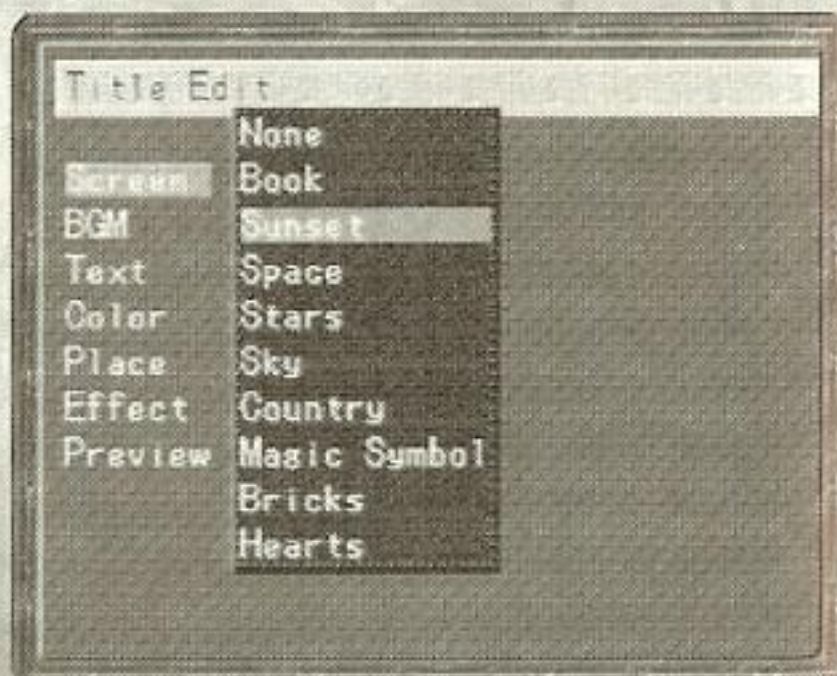 Title Edit
Screen
BGM
Text
Color
Place
Effect
Preview
None
Book
Sunset
Space
Stars
Sky
Country
Magic Symbol
Bricks
Hearts